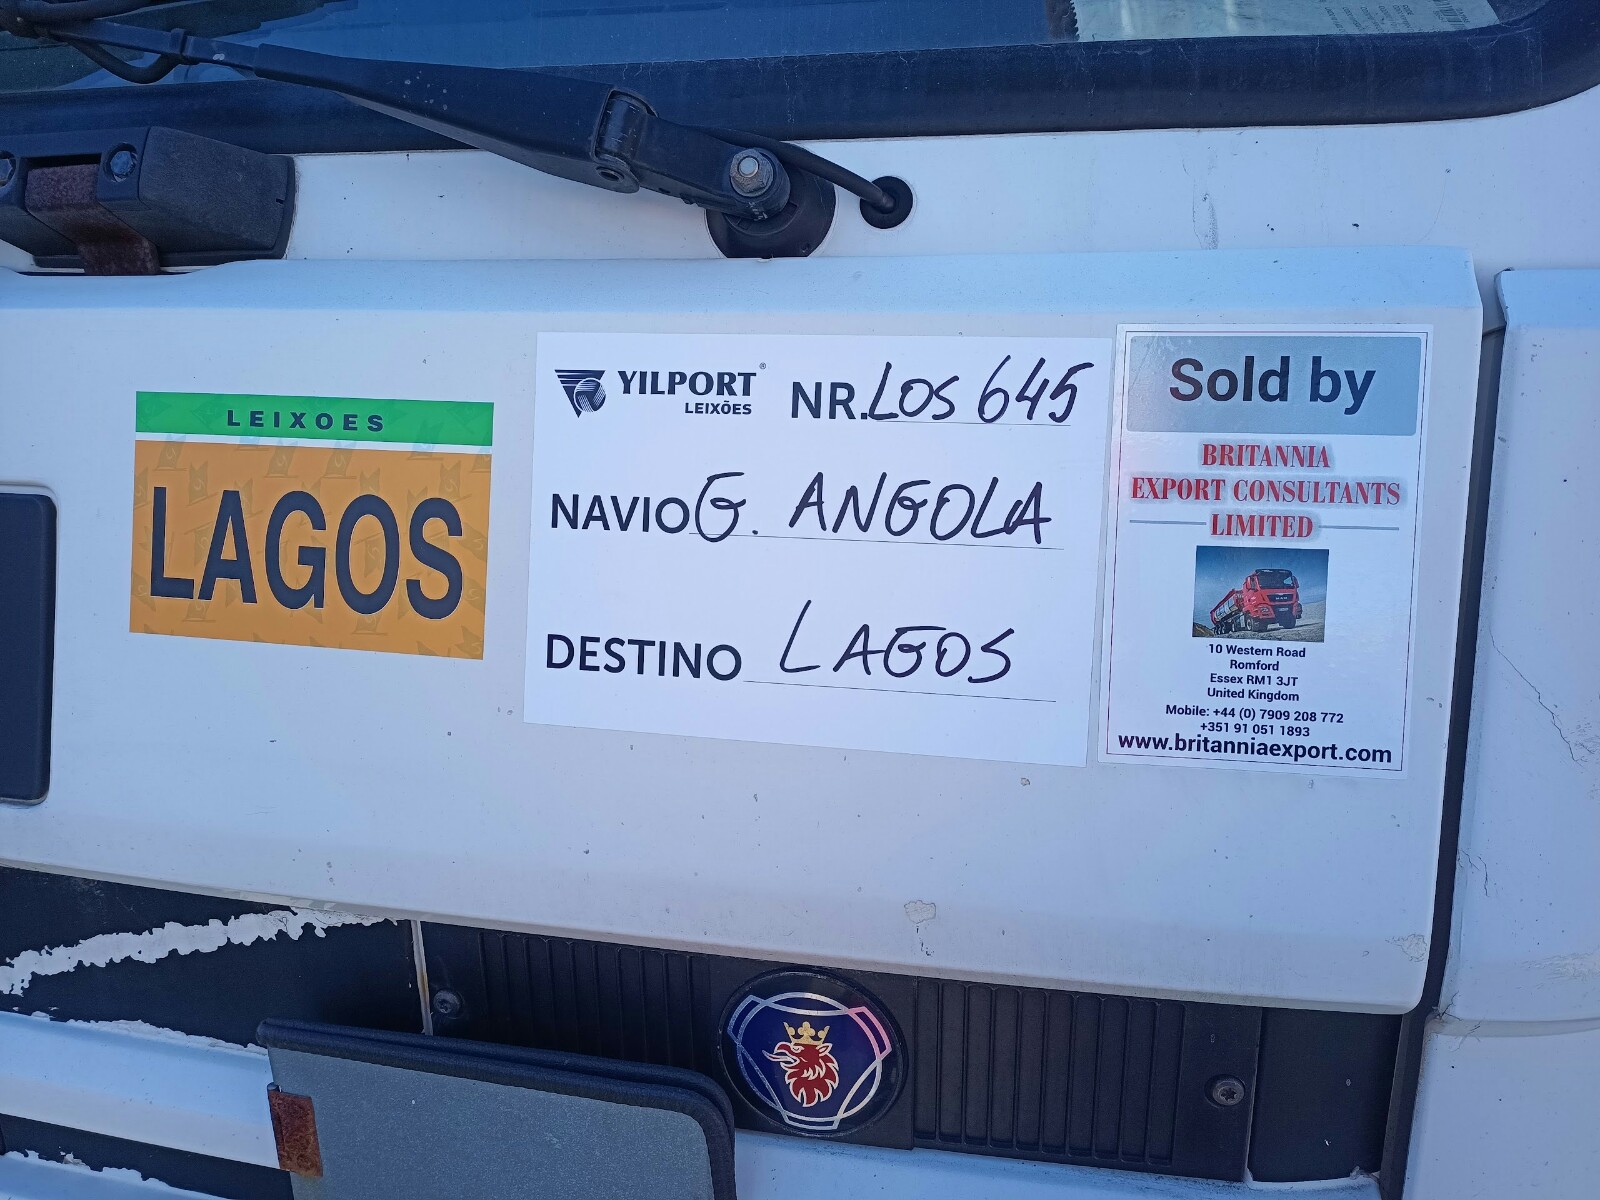 LEIXOES
LAGOS
YILPORT®
LEIXÕES
NR. LOS 645
NAVIO G. ANGOLA
DESTINO LAGOS
Sold by
BRITANNIA
EXPORT CONSULTANTS
LIMITED
10 Western Road
Romford
Essex RM1 3JT
United Kingdom
Mobile: +44 (0) 7909 208 772
+351 91 051 1893
www.britanniaexport.com